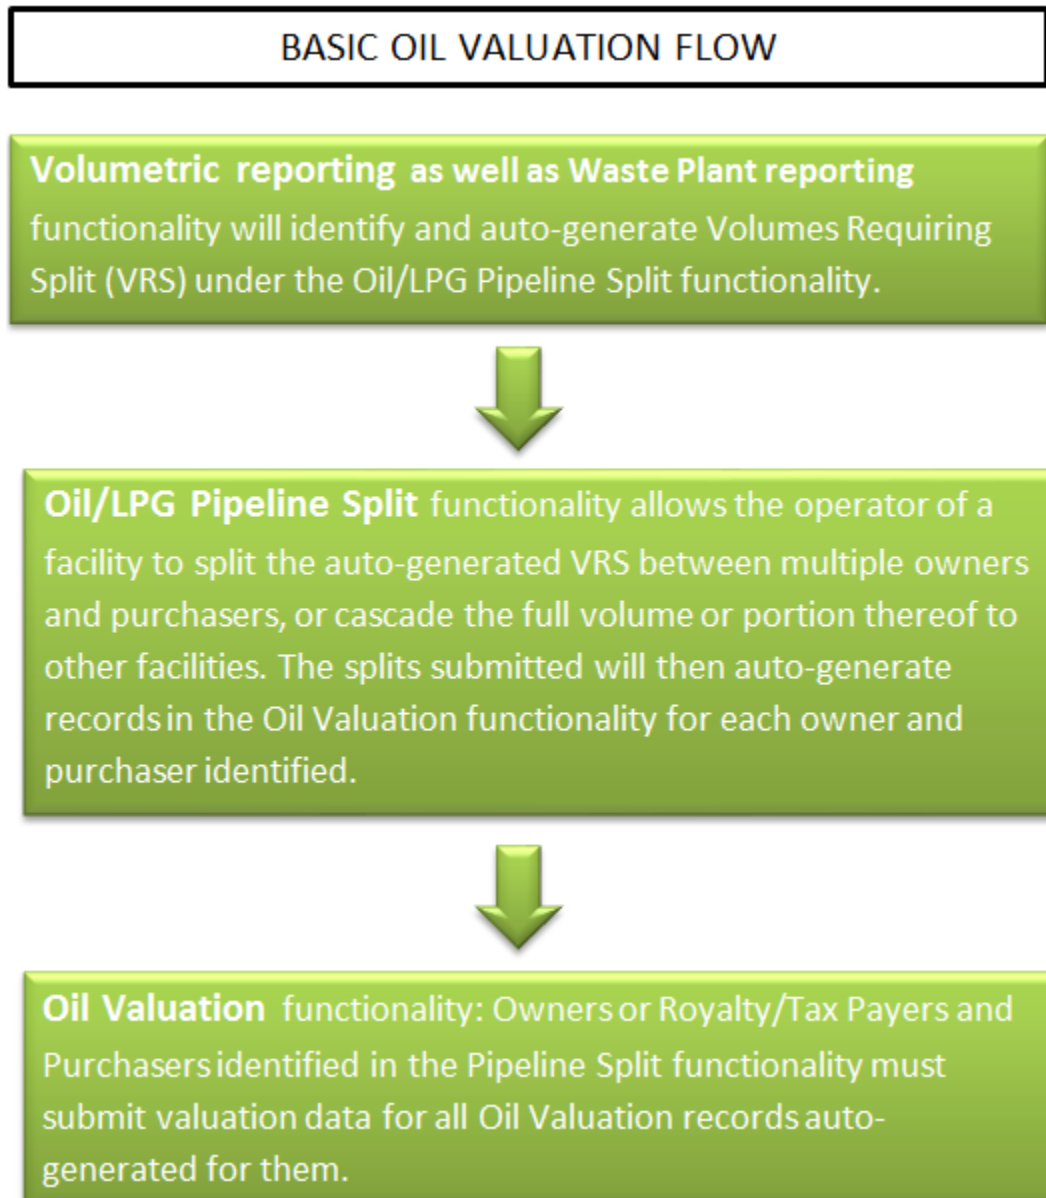 BASIC OIL VALUATION FLOW
Volumetric reporting as well as Waste Plant reporting
functionality will identify and auto-generate Volumes Requiring
Split (VRS) under the Oil/LPG Pipeline Split functionality.
Oil/LPG Pipeline Split functionality allows the operator of a
facility to split the auto-generated VRS between multiple owners
and purchasers, or cascade the full volume or portion thereof to
other facilities. The splits submitted will then auto-generate
records in the Oil Valuation functionality for each owner and
purchaser identified.
Oil Valuation functionality: Owners or Royalty/Tax Payers and
Purchasers identified in the Pipeline Split functionality must
submit valuation data for all Oil Valuation records auto-
generated for them.